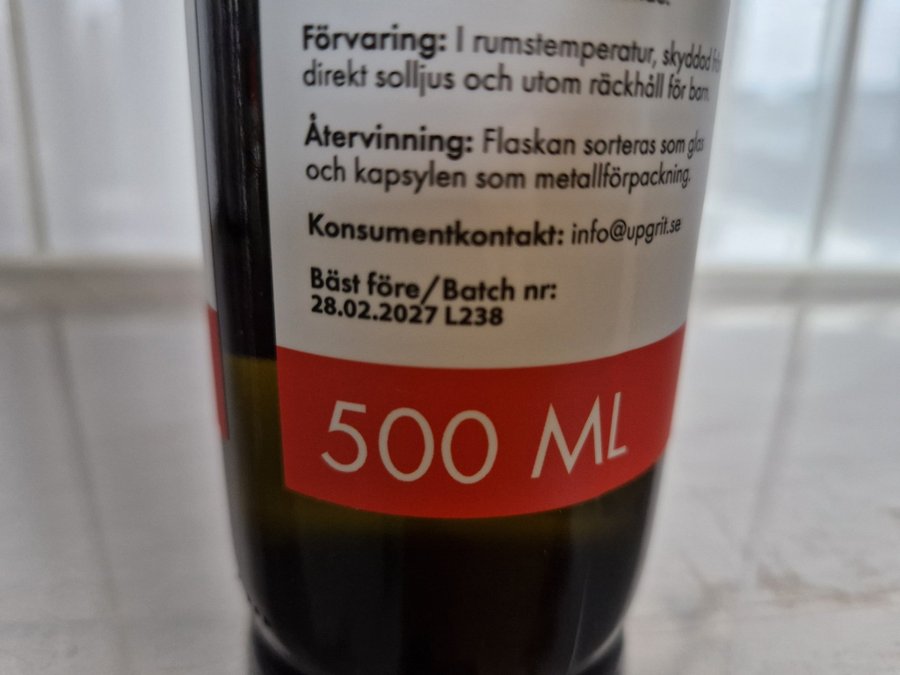 Förvaring: I rumstemperatur, skyddad från
direkt solljus och utom räckhåll för barn.
Återvinning: Flaskan sorteras som glas
och kapsylen som metallförpackning.
Konsumentkontakt: info@upgrit.se
Bäst före/Batch nr:
28.02.2027 L238
500 ML